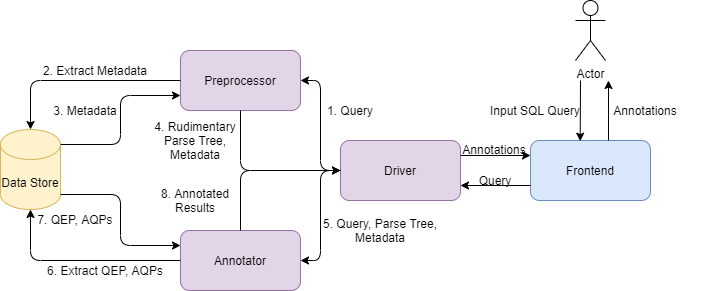 2. Extract Metadata
Preprocessor
Actor
3. Metadata
1. Query
Input SQL Query
Annotations
4. Rudimentary
Parse Tree,
Metadata
Annotations
Data Store
Driver
Frontend
Query
8. Annotated
Results
7. QEP, AQPs
5. Query, Parse Tree,
Metadata
Annotator
6. Extract QEP, AQPs